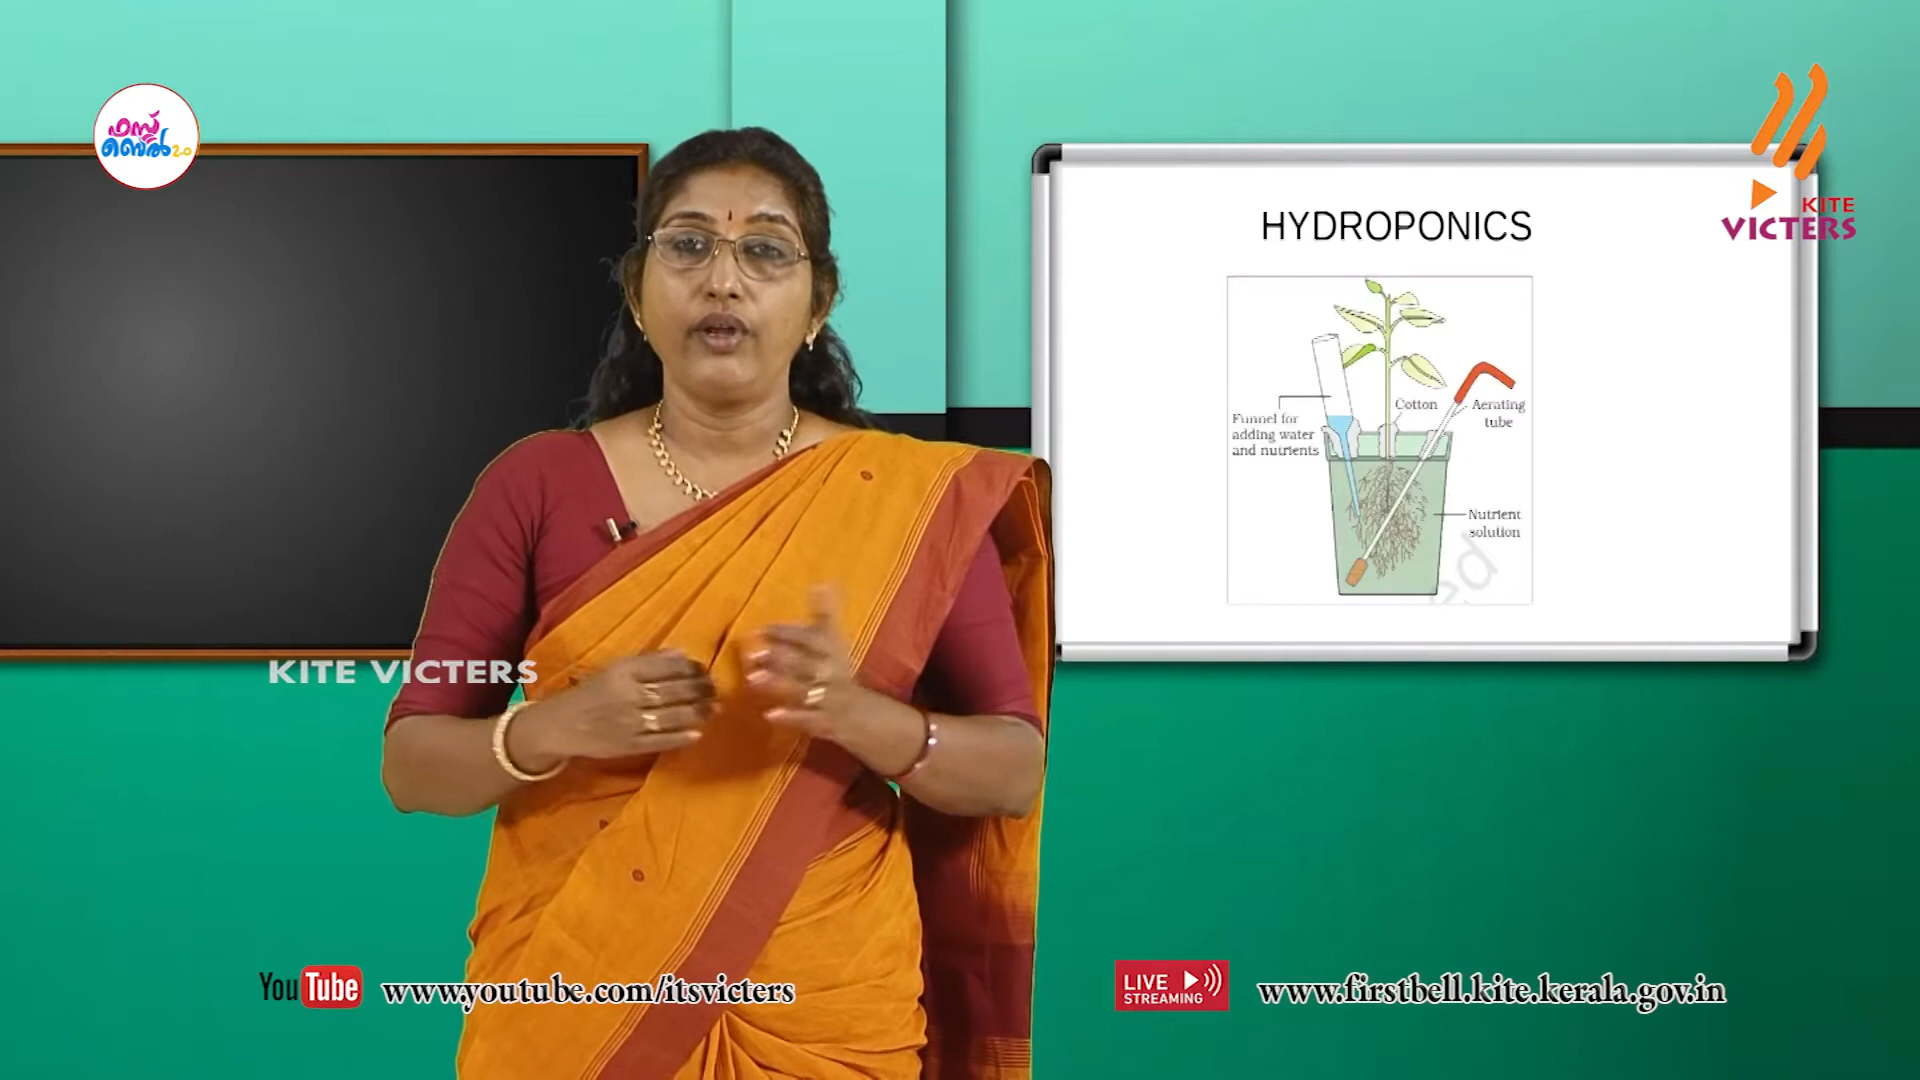 ഫസ്റ്റ്
ബെൽ 2.0
KITE
VICTERS
HYDROPONICS
Funnel for
adding water
and nutrients
Cotton
Aerating
tube
Nutrient
solution
ed
KITE VICTERS
YouTube www.youtube.com/itsvicters
LIVE
STREAMING
www.firstbell.kite.kerala.gov.in